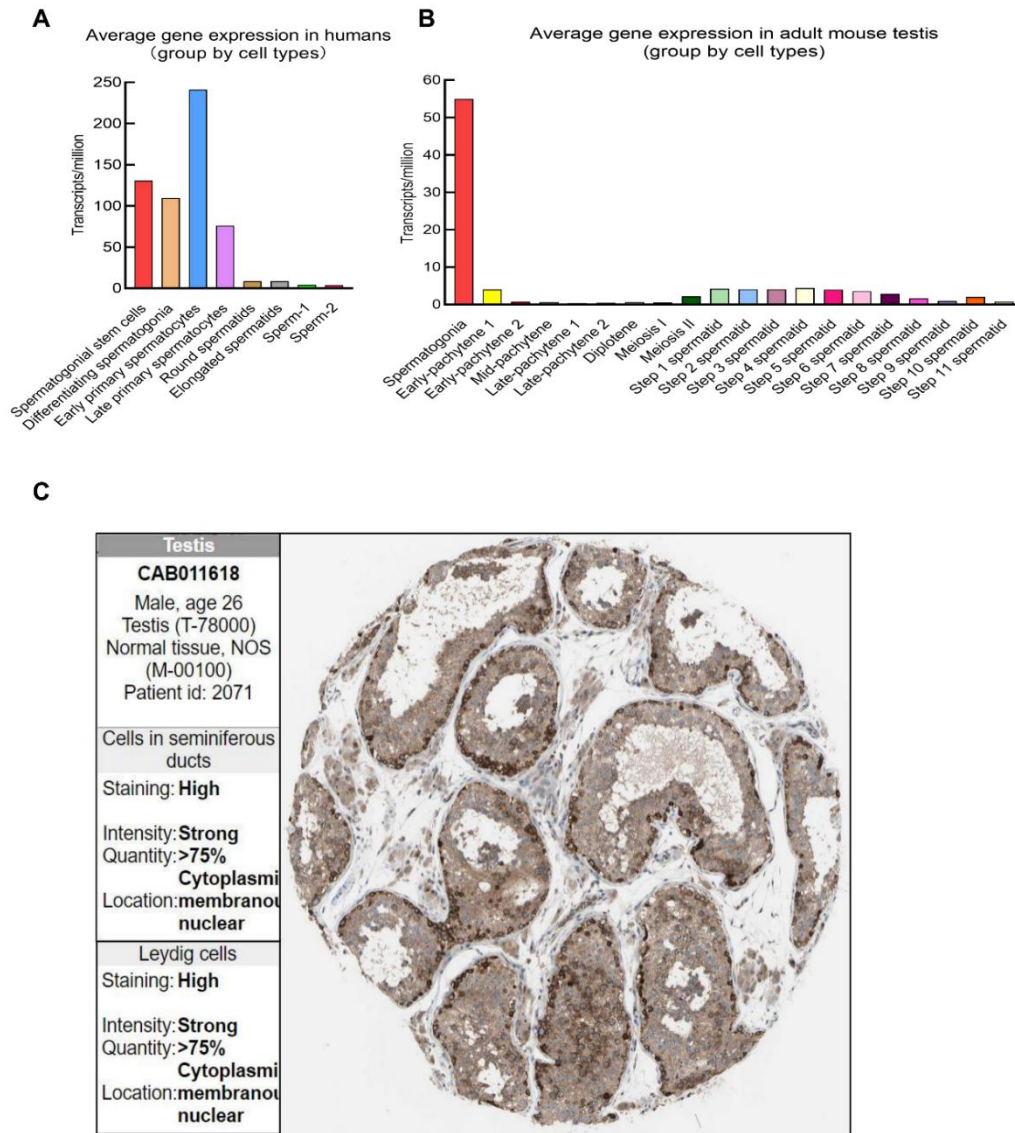 A
Average gene expression in humans
(group by cell types)
Transcripts/million
250
200
150
100
50
0
Spermatogonial stem cells
Differentiating spermatogonia
Early primary spermatocytes
Late primary spermatocytes
Round spermatids
Elongated spermatids
Sperm-1
Sperm-2
B
Average gene expression in adult mouse testis
(group by cell types)
Transcripts/million
60
50
40
30
20
10
0
Spermatogonia
Early-pachytene 1
Early-pachytene 2
Mid-pachytene
Late-pachytene 1
Late-pachytene 2
Diplotene
Meiosis I
Meiosis II
Step 1 spermatid
Step 2 spermatid
Step 3 spermatid
Step 4 spermatid
Step 5 spermatid
Step 6 spermatid
Step 7 spermatid
Step 8 spermatid
Step 9 spermatid
Step 10 spermatid
Step 11 spermatid
C
Testis
CAB011618
Male, age 26
Testis (T-78000)
Normal tissue, NOS
(M-00100)
Patient id: 2071
Cells in seminiferous
ducts
Staining: High
Intensity: Strong
Quantity: >75%
Cytoplasmi
Location: membranou
nuclear
Leydig cells
Staining: High
Intensity: Strong
Quantity: >75%
Cytoplasmi
Location: membranou
nuclear